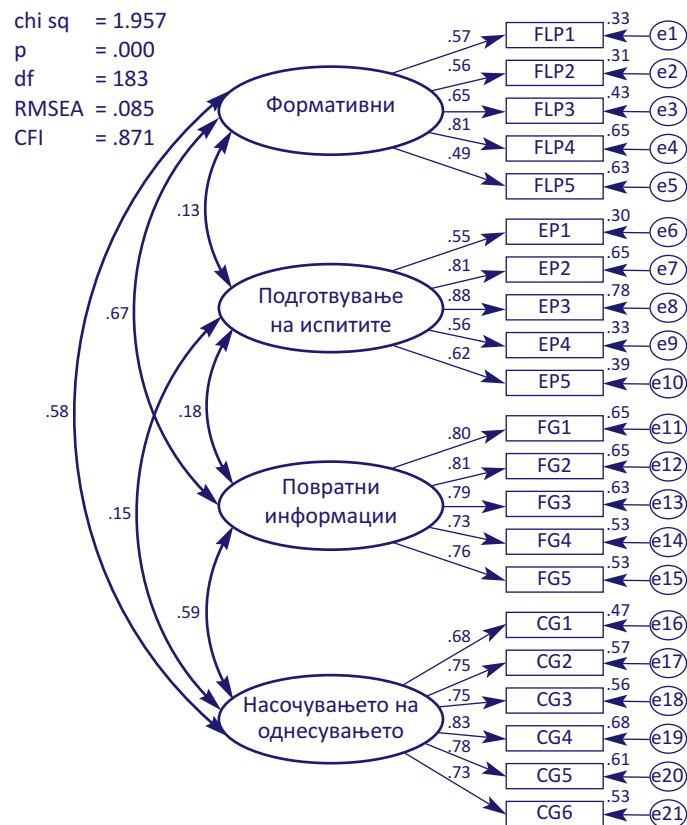 chi sq = 1.957
p = .000
df = 183
RMSEA = .085
CFI = .871
Формативни
.57 FLP1 .33 e1
.56 FLP2 .31 e2
.65 FLP3 .43 e3
.81 FLP4 .65 e4
.49 FLP5 .63 e5
.13
Подготвување
на испитите
.55 EP1 .30 e6
.81 EP2 .65 e7
.88 EP3 .78 e8
.56 EP4 .33 e9
.62 EP5 .39 e10
.67
.58
.18
Повратни
информации
.80 FG1 .65 e11
.81 FG2 .65 e12
.79 FG3 .63 e13
.73 FG4 .53 e14
.76 FG5 .53 e15
.15
.59
Насочувањето на
однесувањето
.68 CG1 .47 e16
.75 CG2 .57 e17
.75 CG3 .56 e18
.83 CG4 .68 e19
.78 CG5 .61 e20
.73 CG6 .53 e21